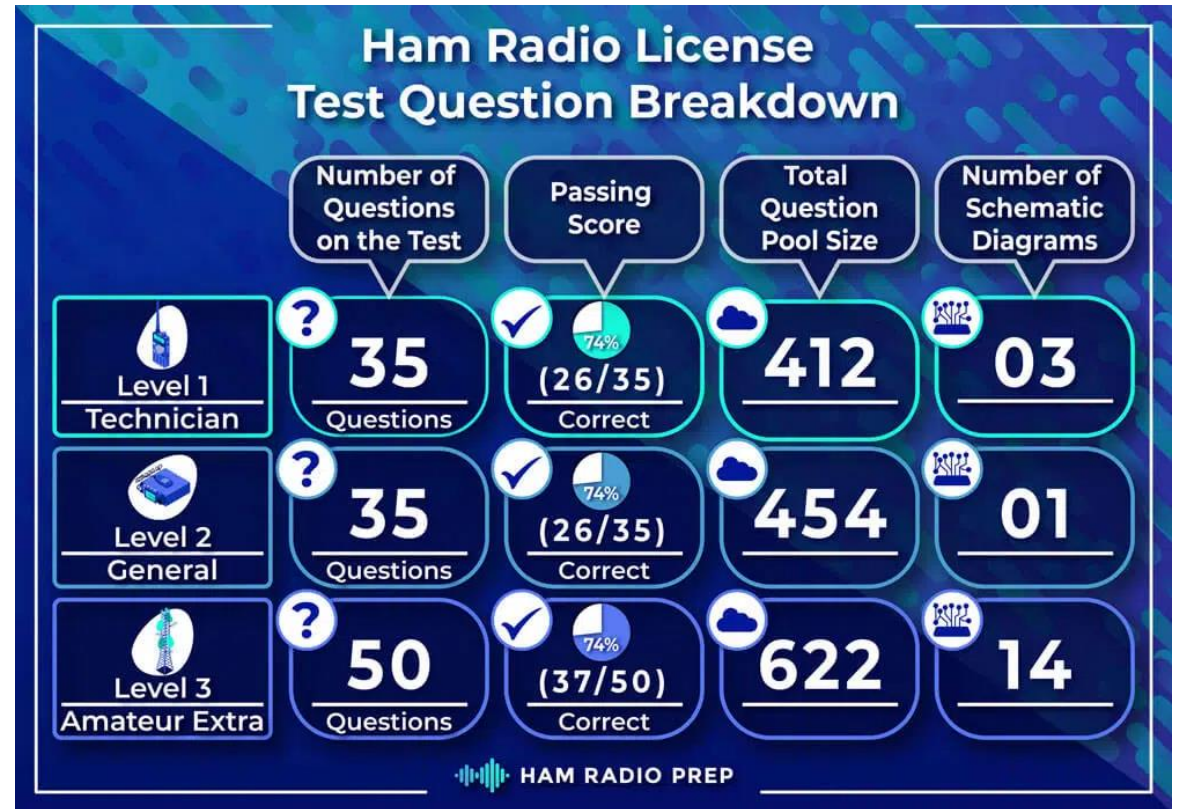 Ham Radio License
Test Question Breakdown
Number of
Questions
on the Test
Passing
Score
Total
Question
Pool Size
Number of
Schematic
Diagrams
Level 1
Technician
?
35
Questions
74%
(26/35)
Correct
412
03
Level 2
General
?
35
Questions
74%
(26/35)
Correct
454
01
Level 3
Amateur Extra
?
50
Questions
74%
(37/50)
Correct
622
14
HAM RADIO PREP